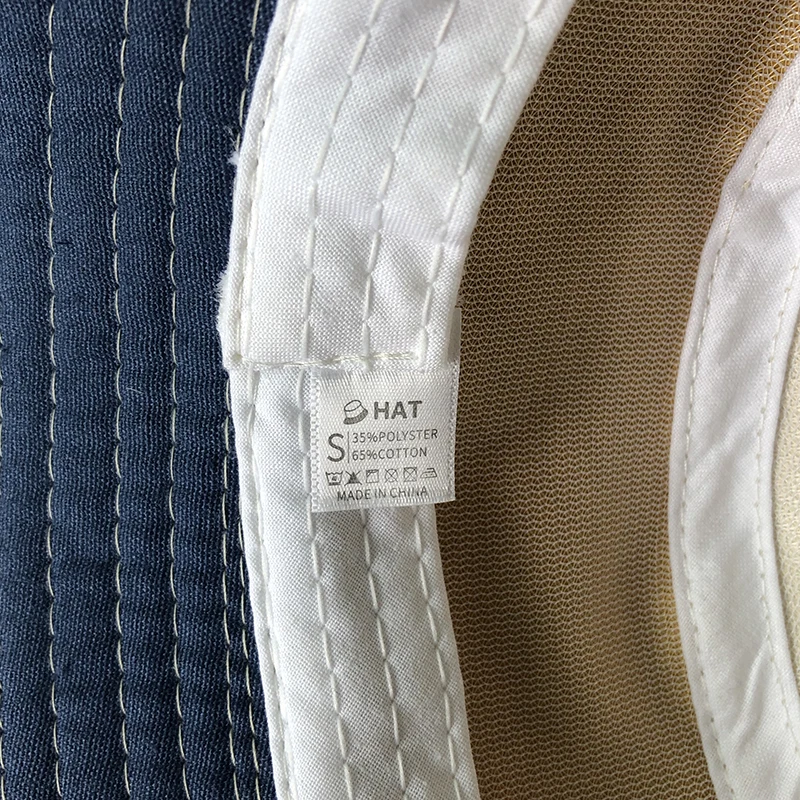 HAT
S
35%POLYSTER
65%COTTON
MADE IN CHINA